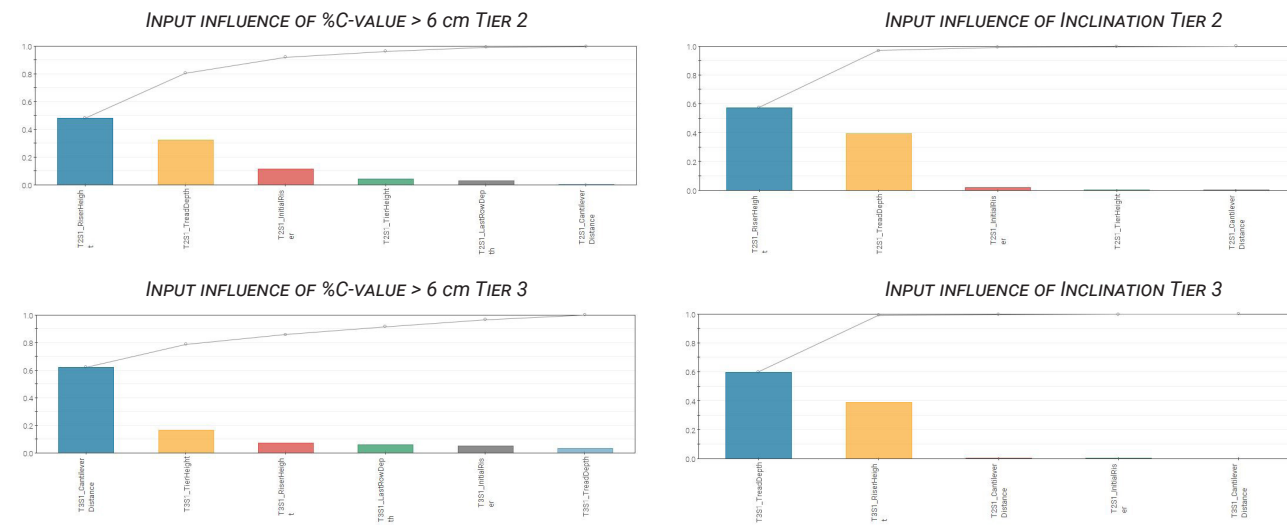 INPUT INFLUENCE OF %C-VALUE > 6 CM TIER 2
1.0
0.8
0.6
0.4
0.2
0.0
T2S1_RiserHeigh
t
T2S1_TreadDepth
T2S1_InitialRis
er
T2S1_TierHeight
T2S1_LastRowDep
th
T2S1_Cantilever
Distance
INPUT INFLUENCE OF INCLINATION TIER 2
1.0
0.8
0.6
0.4
0.2
0.0
T2S1_RiserHeigh
t
T2S1_TreadDepth
T2S1_InitialRis
er
T2S1_TierHeight
T2S1_Cantilever
Distance
INPUT INFLUENCE OF %C-VALUE > 6 CM TIER 3
1.0
0.8
0.6
0.4
0.2
0.0
T3S1_Cantilever
Distance
T3S1_TierHeight
T3S1_RiserHeigh
t
T3S1_LastRowDep
th
T3S1_InitialRis
er
T3S1_TreadDepth
INPUT INFLUENCE OF INCLINATION TIER 3
1.0
0.8
0.6
0.4
0.2
0.0
T3S1_TreadDepth
T3S1_RiserHeigh
t
T2S1_Cantilever
Distance
T2S1_InitialRis
er
T3S1_Cantilever
Distance